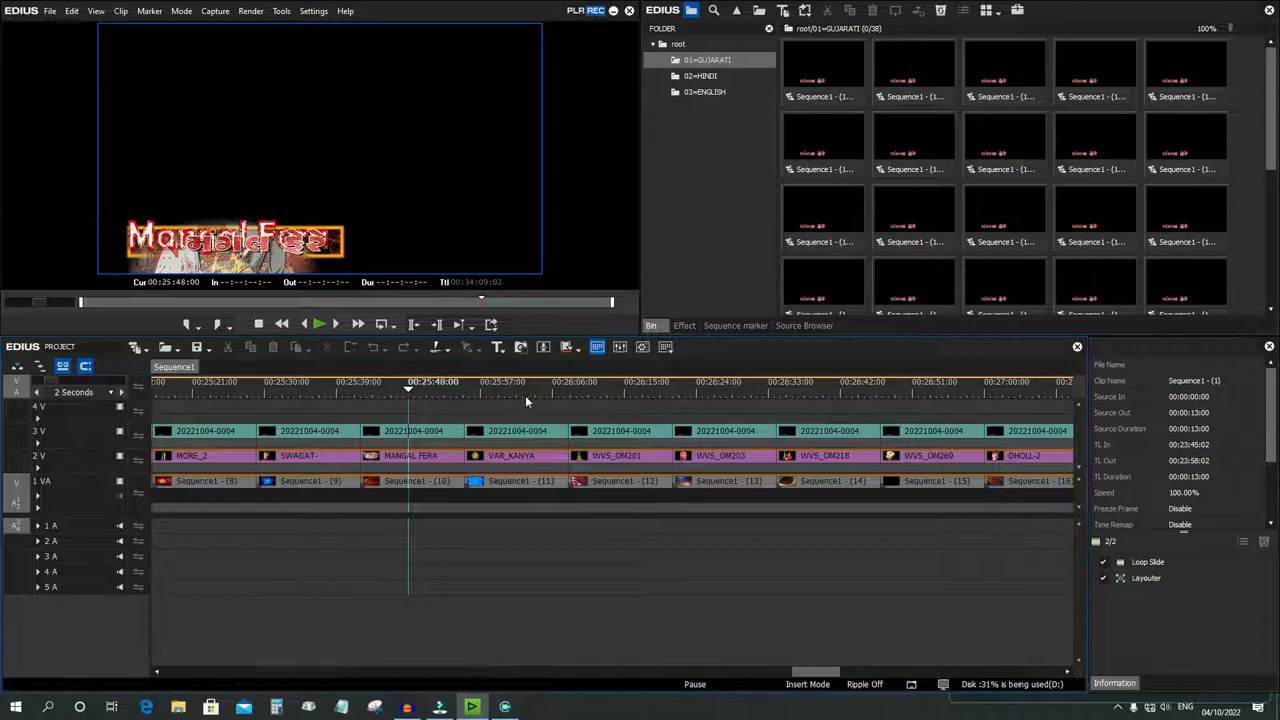 EDIUS File Edit View Clip Marker Mode Capture Render Tools Settings Help PLR REC
Mangal Fera
Cur 00:25:48:00 In --:--:--:-- Out --:--:--:-- Dur --:--:--:-- Ttl 00:34:09:02
EDIUS
FOLDER
root/01=GUJARATI (0/38) 100%
root
01=GUJARATI
02=HINDI
03=ENGLISH
Sequence1 - (1... Sequence1 - (1... Sequence1 - (1... Sequence1 - (1... Sequence1 - (1...
Sequence1 - (1... Sequence1 - (1... Sequence1 - (1... Sequence1 - (1... Sequence1 - (1...
Sequence1 - (1... Sequence1 - (1... Sequence1 - (1... Sequence1 - (1... Sequence1 - (1...
Bin Effect Sequence marker Source Browser
EDIUS PROJECT
Sequence1
2 Seconds
:00 00:25:21:00 00:25:30:00 00:25:39:00 00:25:48:00 00:25:57:00 00:26:06:00 00:26:15:00 00:26:24:00 00:26:33:00 00:26:42:00 00:26:51:00 00:27:00:00
4 V
3 V 20221004-0004 20221004-0004 20221004-0004 20221004-0004 20221004-0004 20221004-0004 20221004-0004 20221004-0004 20221004-0004
2 V MORE_2 SWAGAT- MANGAL FERA VAR_KANYA WVS_OM201 WVS_OM203 WVS_OM218 WVS_OM269 DHOLL-2
1 VA Sequence1 - (8) Sequence1 - (9) Sequence1 - (10) Sequence1 - (11) Sequence1 - (12) Sequence1 - (13) Sequence1 - (14) Sequence1 - (15) Sequence1 - (16)
1 A
2 A
3 A
4 A
5 A
Pause Insert Mode Ripple Off Disk :31% is being used(D:)
File Name
Clip Name Sequence1 - (1)
Source In 00:00:00:00
Source Out 00:00:13:00
Source Duration 00:00:13:00
TL In 00:23:45:02
TL Out 00:23:58:02
TL Duration 00:00:13:00
Speed 100.00%
Freeze Frame Disable
Time Remap Disable
2/2
Loop Slide
Layouter
Information
ENG
04/10/2022